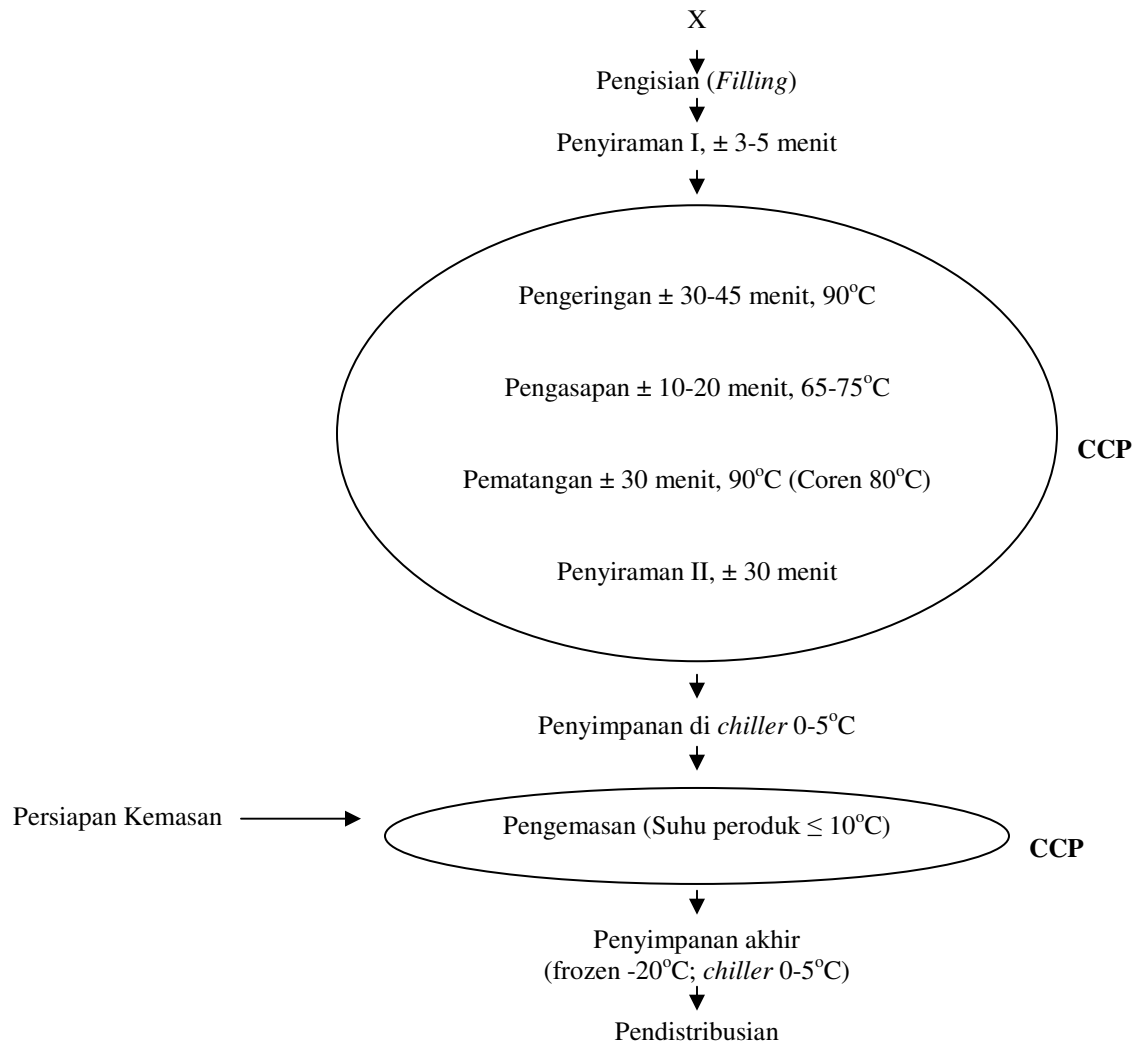 X
Pengisian (Filling)
Penyiraman I, ± 3-5 menit
Pengeringan ± 30-45 menit, 90°C
Pengasapan ± 10-20 menit, 65-75°C
CCP
Pematangan ± 30 menit, 90°C (Coren 80°C)
Penyiraman II, ± 30 menit
Penyimpanan di chiller 0-5°C
Persiapan Kemasan
Pengemasan (Suhu peroduk ≤ 10°C)
CCP
Penyimpanan akhir
(frozen -20°C; chiller 0-5°C)
Pendistribusian